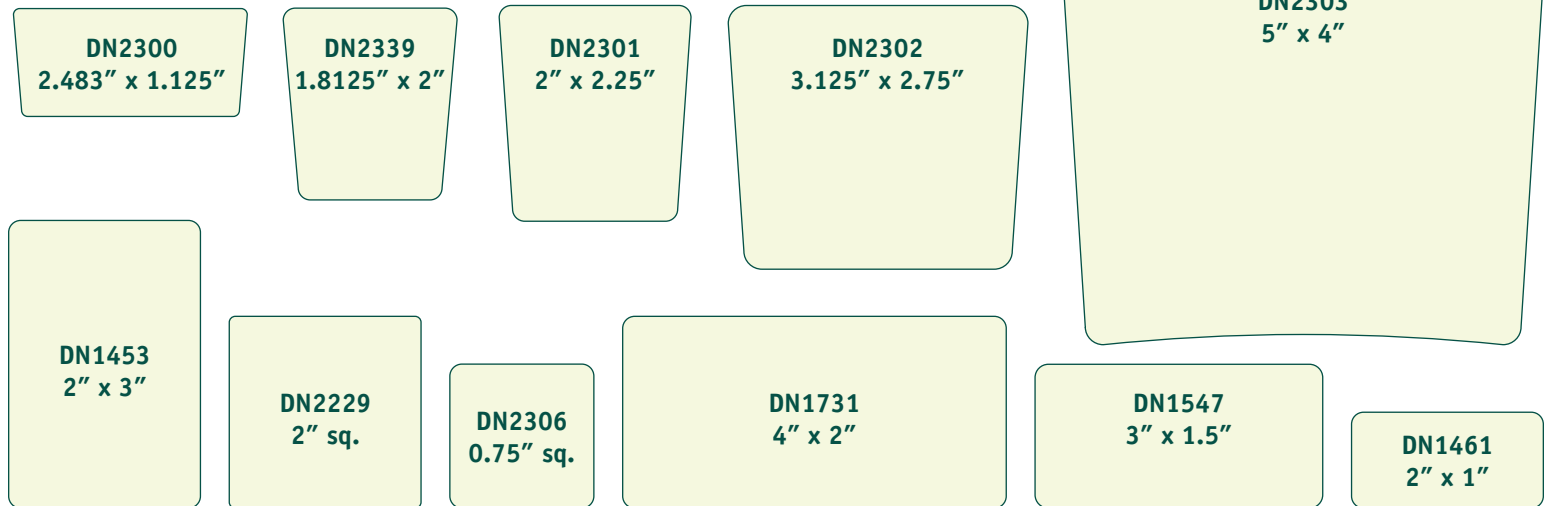 DN2300
2.483″ x 1.125″
DN2339
1.8125″ x 2″
DN2301
2″ x 2.25″
DN2302
3.125″ x 2.75″
DN2303
5″ x 4″
DN1453
2″ x 3″
DN2229
2″ sq.
DN2306
0.75″ sq.
DN1731
4″ x 2″
DN1547
3″ x 1.5″
DN1461
2″ x 1″